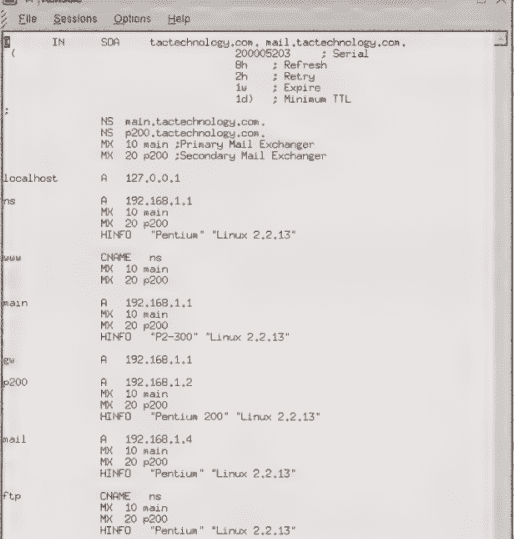 File Sessions Options Help
IN SOA tactechnology.com. mail.tactechnology.com.
( 200005203 ; Serial
8h ; Refresh
2h ; Retry
1w ; Expire
1d) ; Minimum TTL
;
NS main.tactechnology.com.
NS p200.tactechnology.com.
MX 10 main ;Primary Mail Exchanger
MX 20 p200 ;Secondary Mail Exchanger
localhost A 127.0.0.1
ns A 192.168.1.1
MX 10 main
MX 20 p200
HINFO "Pentium" "Linux 2.2.13"
www CNAME ns
MX 10 main
MX 20 p200
main A 192.168.1.1
MX 10 main
MX 20 p200
HINFO "P2-300" "Linux 2.2.13"
gw A 192.168.1.1
p200 A 192.168.1.2
MX 10 main
MX 20 p200
HINFO "Pentium 200" "Linux 2.2.13"
mail A 192.168.1.4
MX 10 main
MX 20 p200
HINFO "Pentium" "Linux 2.2.13"
ftp CNAME ns
MX 10 main
MX 20 p200
HINFO "Pentium" "Linux 2.2.13"